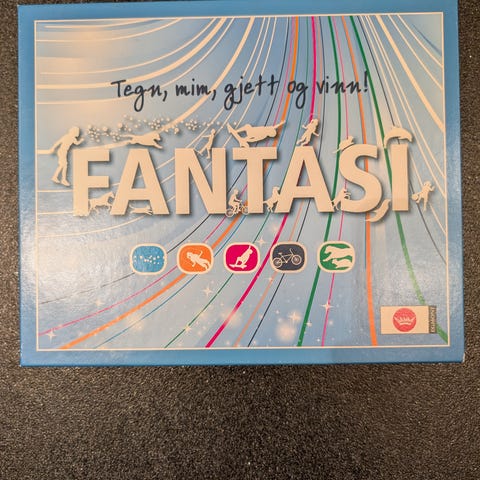 Tegn, mim, gjett og vinn!
FANTASI